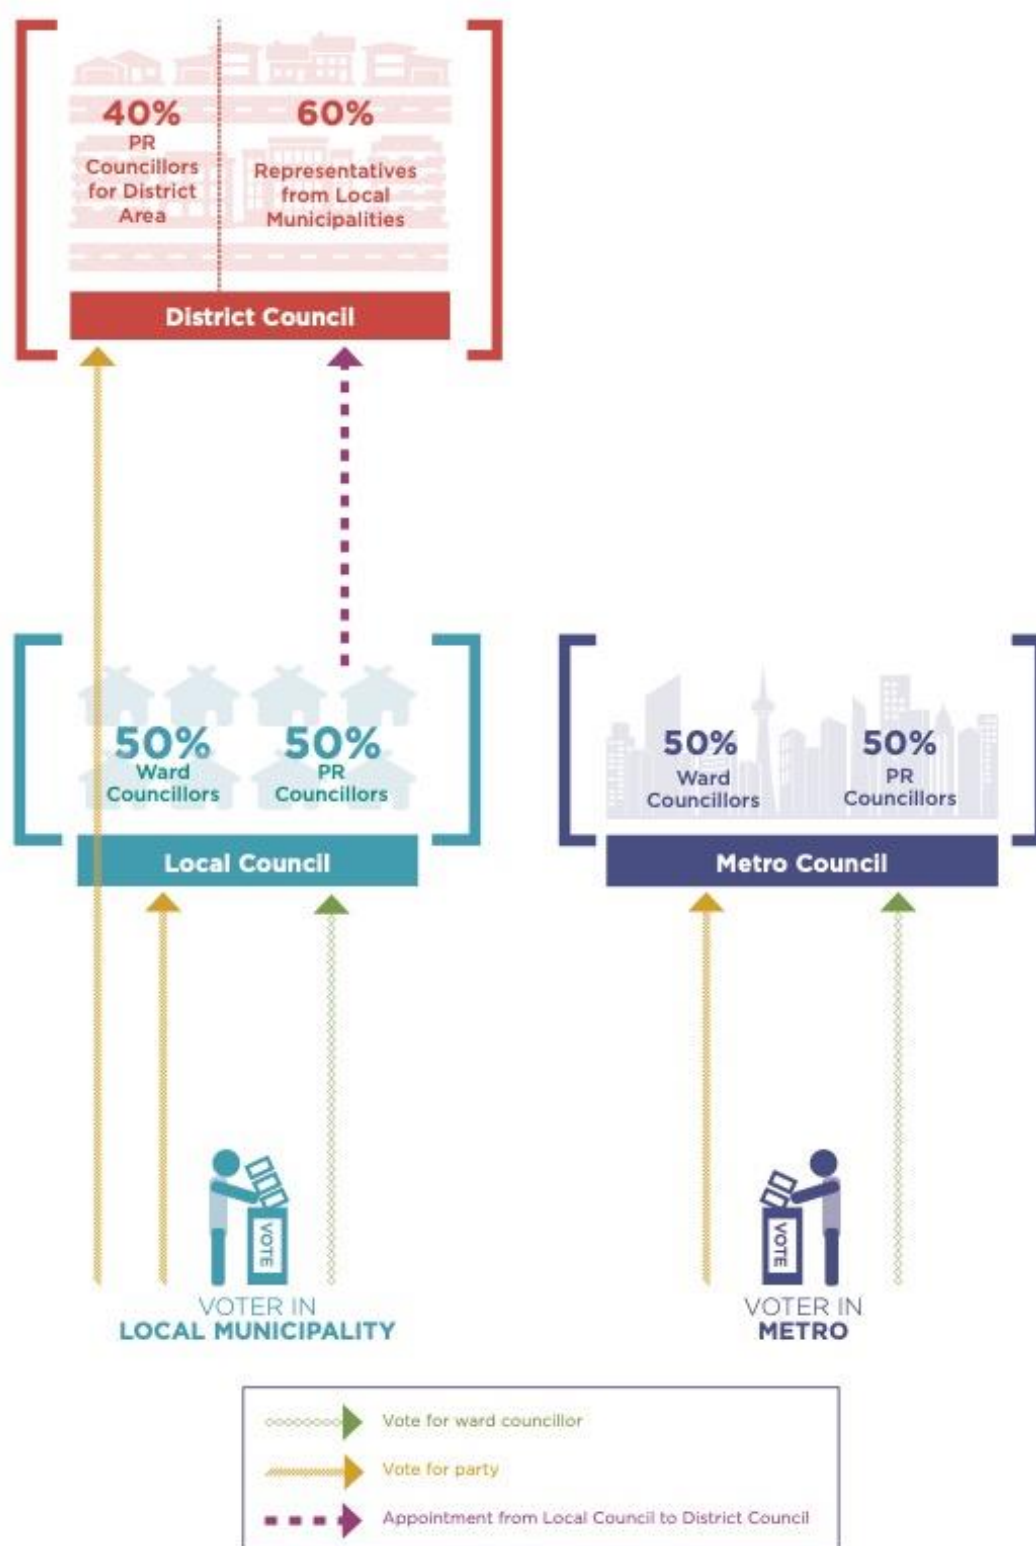 40%
PR
Councillors
for District
Area
60%
Representatives
from Local
Municipalities
District Council
50%
Ward
Councillors
50%
PR
Councillors
Local Council
50%
Ward
Councillors
50%
PR
Councillors
Metro Council
VOTE
VOTER IN
LOCAL MUNICIPALITY
VOTE
VOTER IN
METRO
Vote for ward councillor
Vote for party
Appointment from Local Council to District Council